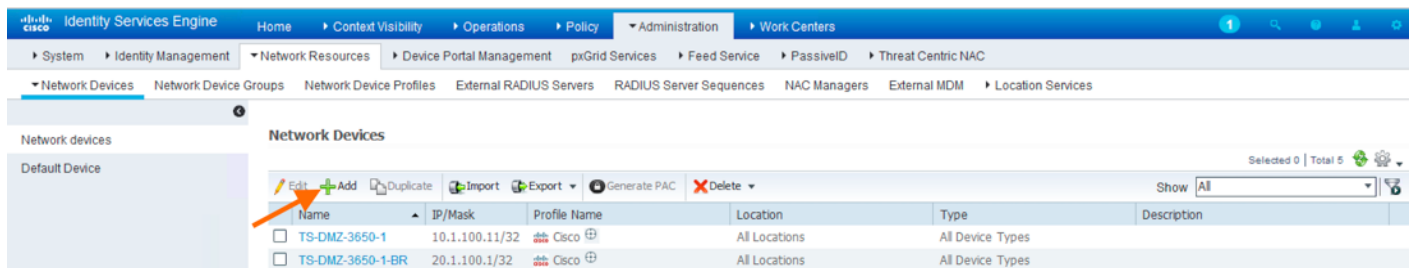 cisco Identity Services Engine Home Context Visibility Operations Policy Administration Work Centers 1
System Identity Management Network Resources Device Portal Management pxGrid Services Feed Service PassiveID Threat Centric NAC
Network Devices Network Device Groups Network Device Profiles External RADIUS Servers RADIUS Server Sequences NAC Managers External MDM Location Services
Network devices
Default Device
Network Devices
Selected 0 | Total 5
Edit Add Duplicate Import Export Generate PAC Delete Show All
Name IP/Mask Profile Name Location Type Description
TS-DMZ-3650-1 10.1.100.11/32 cisco Cisco All Locations All Device Types
TS-DMZ-3650-1-BR 20.1.100.1/32 cisco Cisco All Locations All Device Types